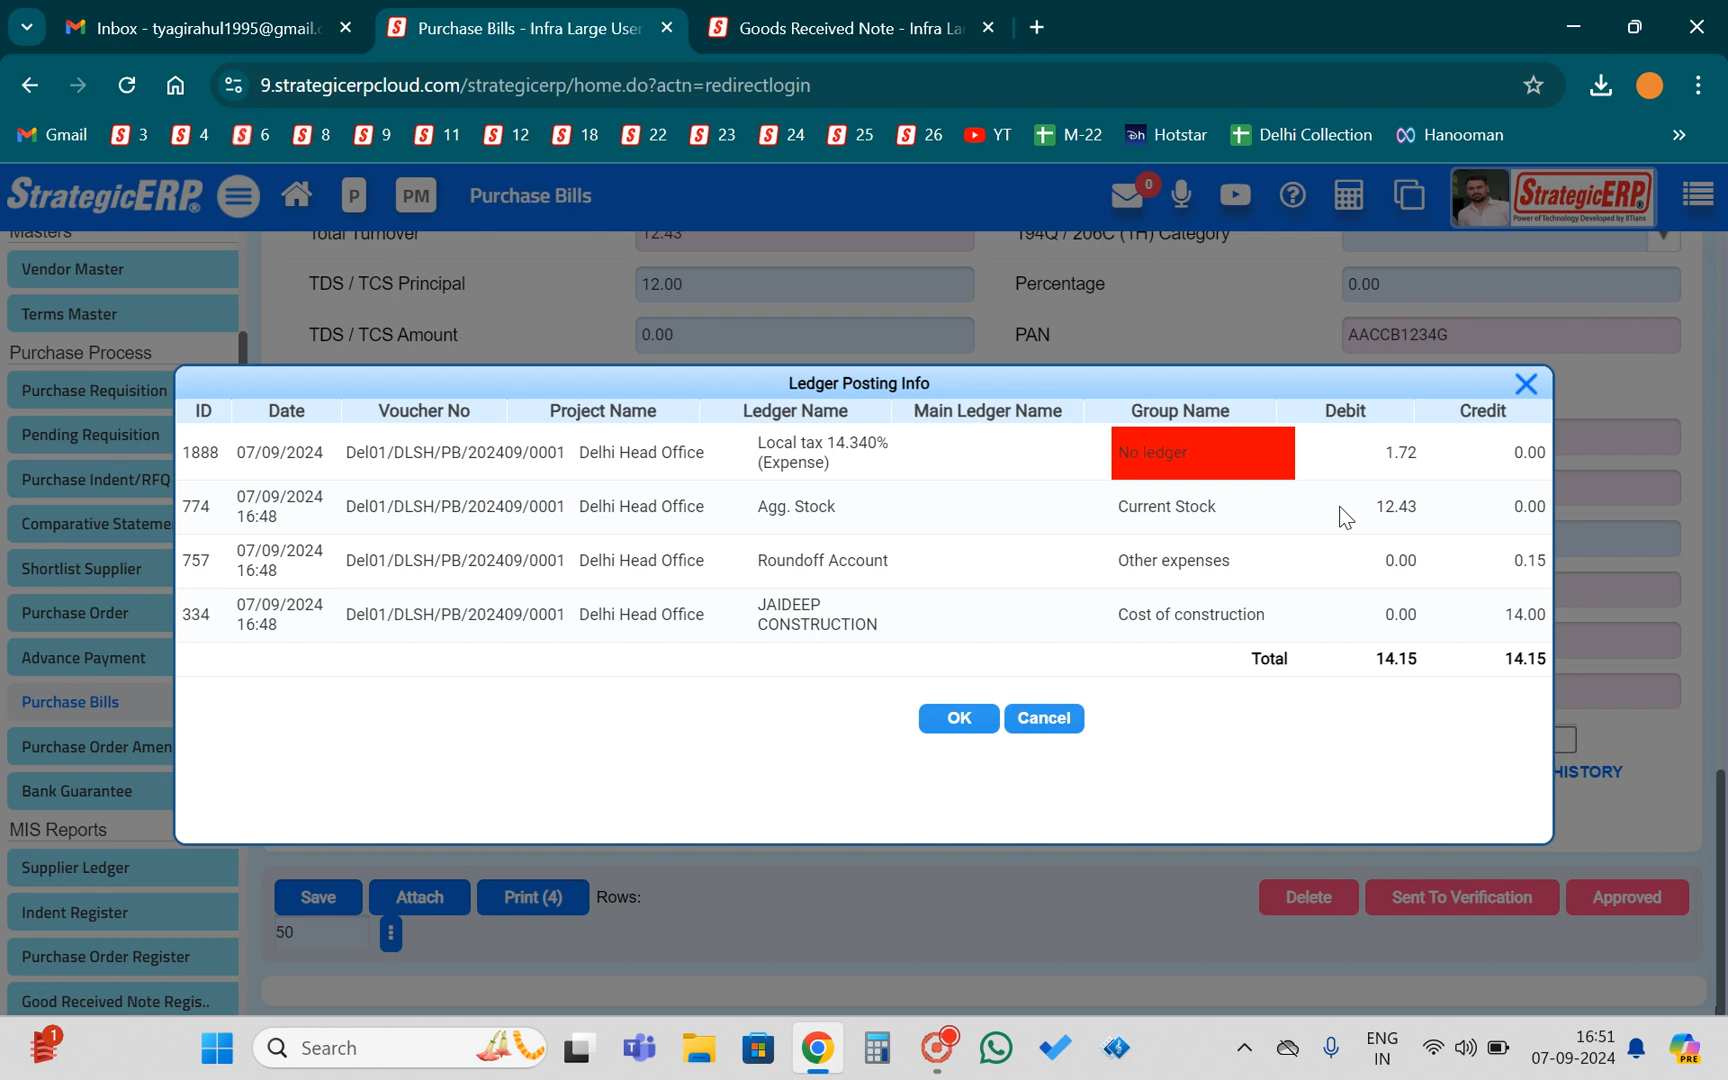 Inbox - tyagirahul1995@gmail.c
Purchase Bills - Infra Large User
Goods Received Note - Infra La
9.strategicerpcloud.com/strategicerp/home.do?actn=redirectlogin
Gmail 3 4 6 8 9 11 12 18 22 23 24 25 26 YT M-22 Hotstar Delhi Collection Hanooman
StrategicERP P PM Purchase Bills 0 StrategicERP
Power of Technology Developed by IITians
Masters
Vendor Master
Terms Master
Purchase Process
Purchase Requisition
Pending Requisition
Purchase Indent/RFQ
Comparative Stateme
Shortlist Supplier
Purchase Order
Advance Payment
Purchase Bills
Purchase Order Amen
Bank Guarantee
MIS Reports
Supplier Ledger
Indent Register
Purchase Order Register
Good Received Note Regis..
Total Turnover 12.43 194Q / 206C (1H) Category
TDS / TCS Principal 12.00 Percentage 0.00
TDS / TCS Amount 0.00 PAN AACCB1234G
Ledger Posting Info
ID Date Voucher No Project Name Ledger Name Main Ledger Name Group Name Debit Credit
1888 07/09/2024 Del01/DLSH/PB/202409/0001 Delhi Head Office Local tax 14.340% (Expense) No ledger 1.72 0.00
774 07/09/2024 16:48 Del01/DLSH/PB/202409/0001 Delhi Head Office Agg. Stock Current Stock 12.43 0.00
757 07/09/2024 16:48 Del01/DLSH/PB/202409/0001 Delhi Head Office Roundoff Account Other expenses 0.00 0.15
334 07/09/2024 16:48 Del01/DLSH/PB/202409/0001 Delhi Head Office JAIDEEP CONSTRUCTION Cost of construction 0.00 14.00
Total 14.15 14.15
OK Cancel
HISTORY
Save Attach Print (4) Rows:
50
Delete Sent To Verification Approved
1
Search
ENG
IN
16:51
07-09-2024
PRE